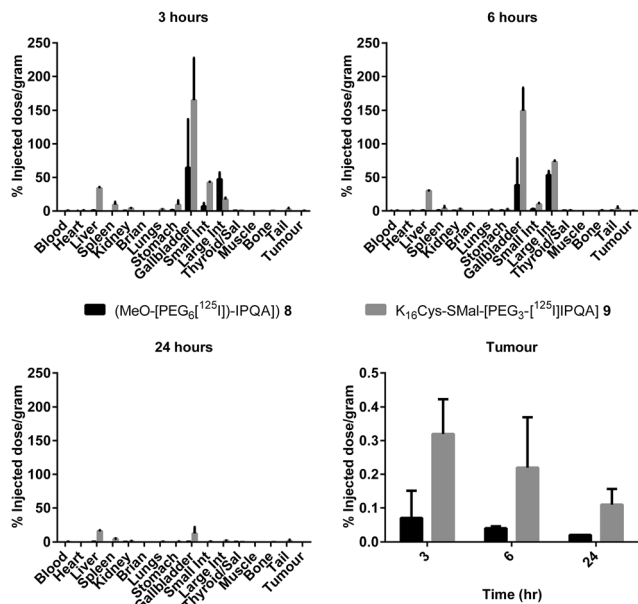 3 hours
% Injected dose/gram
250
200
150
100
50
0
Blood
Heart
Liver
Spleen
Kidney
Brian
Lungs
Stomach
Gallbladder
Small Int
Large Int
Thyroid/Sal
Muscle
Bone
Tail
Tumour
6 hours
% Injected dose/gram
250
200
150
100
50
0
Blood
Heart
Liver
Spleen
Kidney
Brian
Lungs
Stomach
Gallbladder
Small Int
Large Int
Thyroid/Sal
Muscle
Bone
Tail
Tumour
(MeO-[PEG₆[¹²⁵I])-IPQA]) 8
K₁₆Cys-SMal-[PEG₃-[¹²⁵I]IPQA] 9
24 hours
% Injected dose/gram
250
200
150
100
50
0
Blood
Heart
Liver
Spleen
Kidney
Brian
Lungs
Stomach
Gallbladder
Small Int
Large Int
Thyroid/Sal
Muscle
Bone
Tail
Tumour
Tumour
% Injected dose/gram
0.5
0.4
0.3
0.2
0.1
0.0
3
6
24
Time (hr)